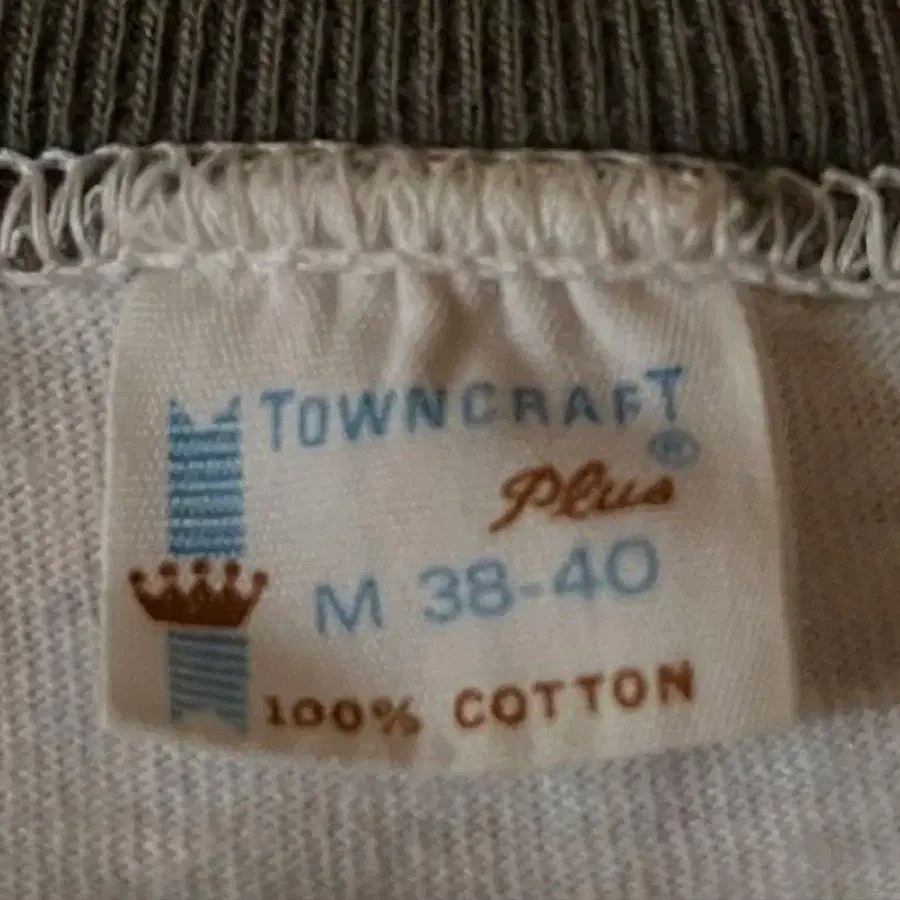 TOWNCRAFT®
Plus
M 38-40
100% COTTON